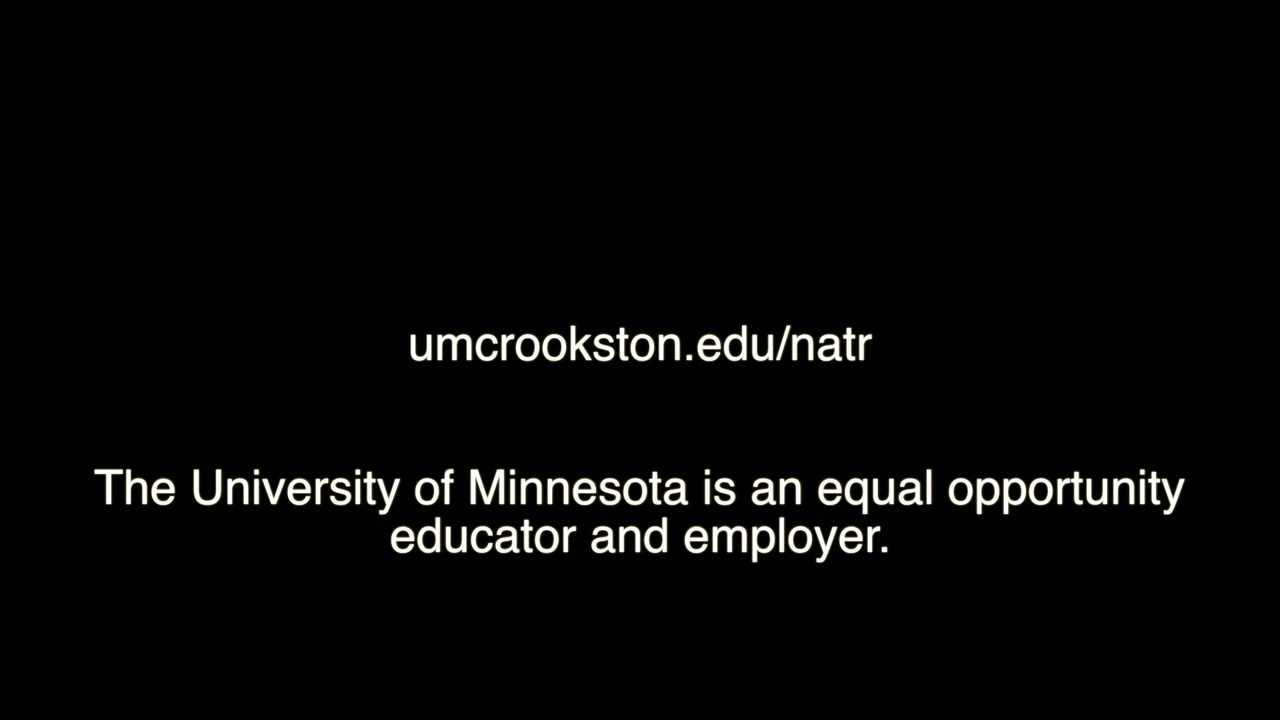 umcrookston.edu/natr
The University of Minnesota is an equal opportunity
educator and employer.